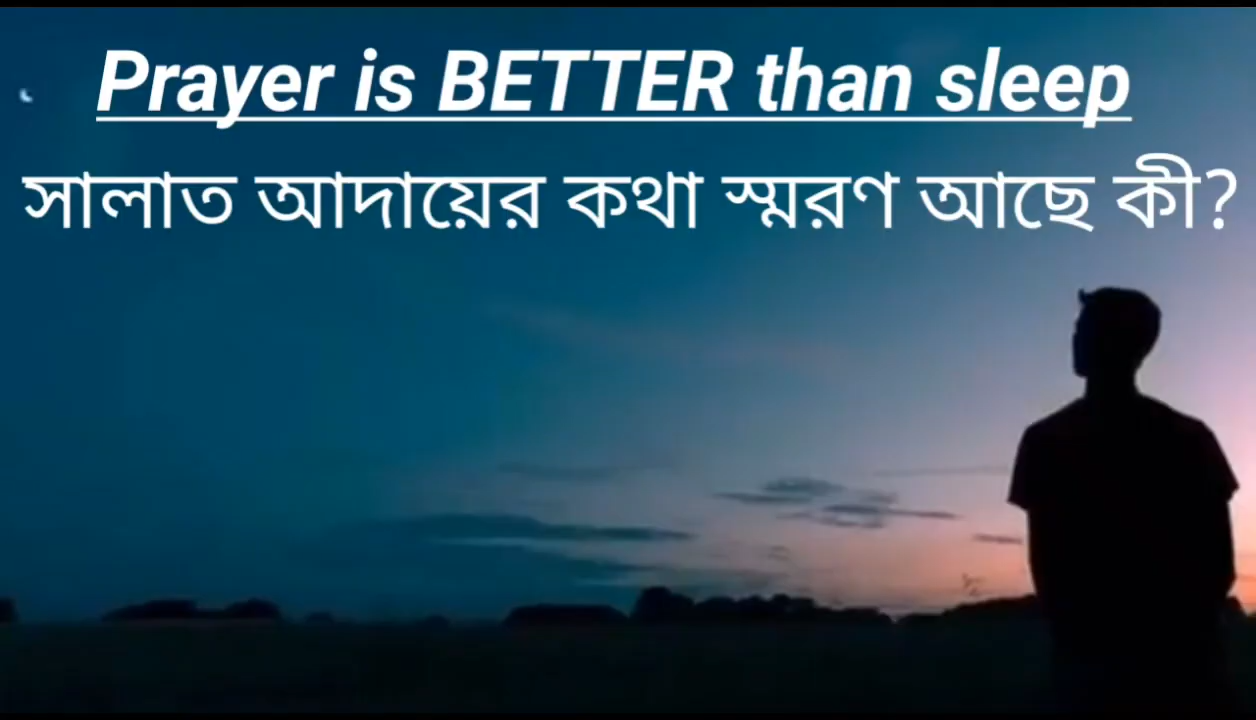 Prayer is BETTER than sleep
সালাত আদায়ের কথা স্মরণ আছে কী?